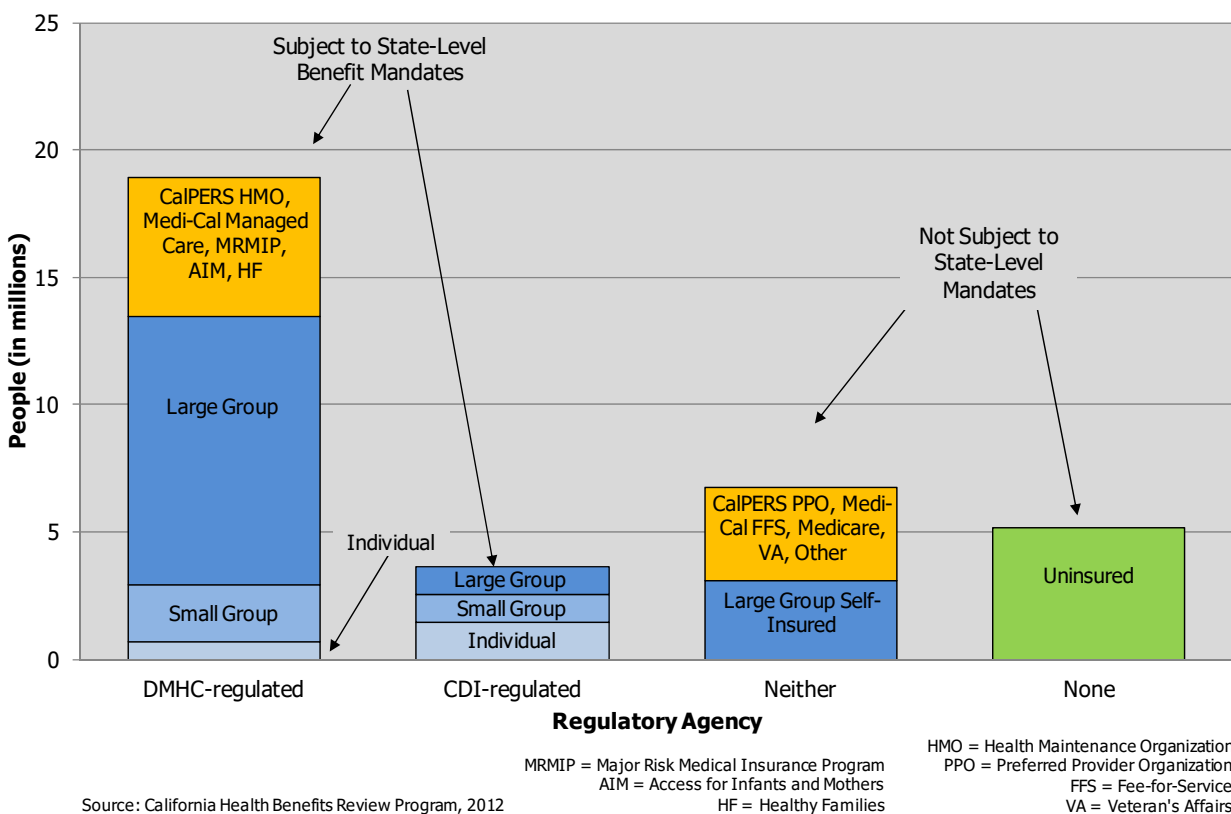 25
20
15
10
5
0
People (in millions)
Subject to State-Level
Benefit Mandates
CalPERS HMO,
Medi-Cal Managed
Care, MRMIP,
AIM, HF
Large Group
Small Group
Individual
Large Group
Small Group
Individual
Not Subject to
State-Level
Mandates
CalPERS PPO, Medi-
Cal FFS, Medicare,
VA, Other
Large Group Self-
Insured
Uninsured
DMHC-regulated
CDI-regulated
Neither
None
Regulatory Agency
MRMIP = Major Risk Medical Insurance Program
AIM = Access for Infants and Mothers
HF = Healthy Families
HMO = Health Maintenance Organization
PPO = Preferred Provider Organization
FFS = Fee-for-Service
VA = Veteran's Affairs
Source: California Health Benefits Review Program, 2012